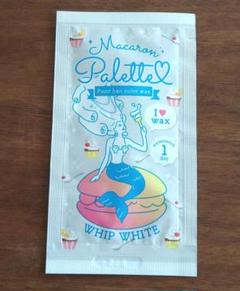 Macaron
Palette
Paint hair color wax
I ♥
wax
1
day
WHIP WHITE